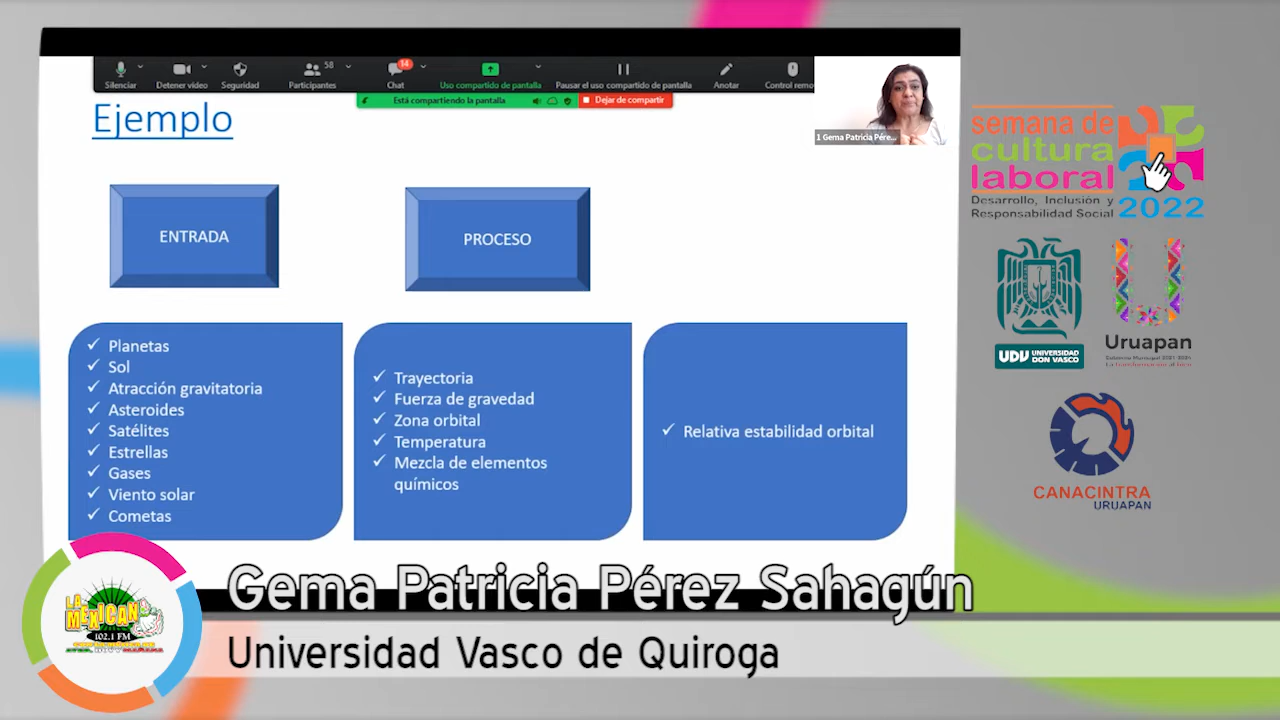 Silenciar
Detener video
Seguridad
58
Participantes
14
Chat
Uso compartido de pantalla
Pausar el uso compartido de pantalla
Anotar
Control remo
Está compartiendo la pantalla
Dejar de compartir
1 Gema Patricia Pére...
Ejemplo
ENTRADA
PROCESO
Planetas
Sol
Atracción gravitatoria
Asteroides
Satélites
Estrellas
Gases
Viento solar
Cometas
Trayectoria
Fuerza de gravedad
Zona orbital
Temperatura
Mezcla de elementos
químicos
Relativa estabilidad orbital
semana de
cultura
laboral
Desarrollo, Inclusión y
Responsabilidad Social
2022
UDV UNIVERSIDAD
DON VASCO
Uruapan
Gobierno Municipal 2021-2024
CANACINTRA
URUAPAN
LA
MEXICANA
102.1 FM
Gema Patricia Pérez Sahagún
Universidad Vasco de Quiroga